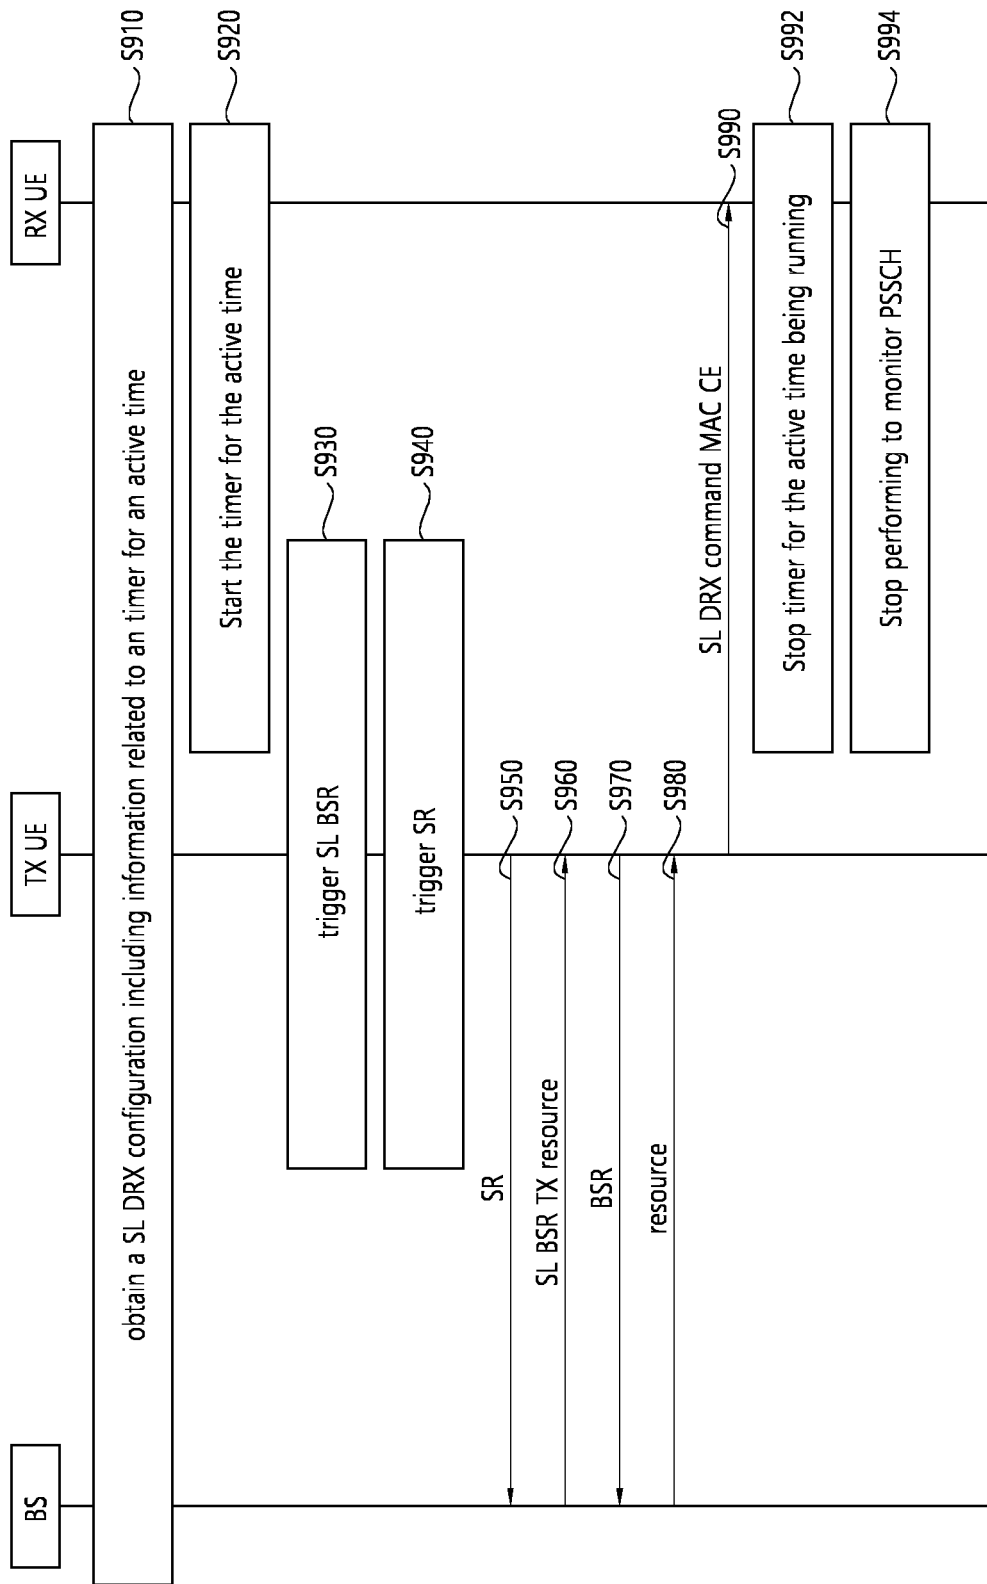 BS
TX UE
RX UE
obtain a SL DRX configuration including information related to an timer for an active time
S910
Start the timer for the active time
S920
trigger SL BSR
S930
trigger SR
S940
SR
S950
SL BSR TX resource
S960
BSR
S970
resource
S980
SL DRX command MAC CE
S990
Stop timer for the active time being running
S992
Stop performing to monitor PSSCH
S994